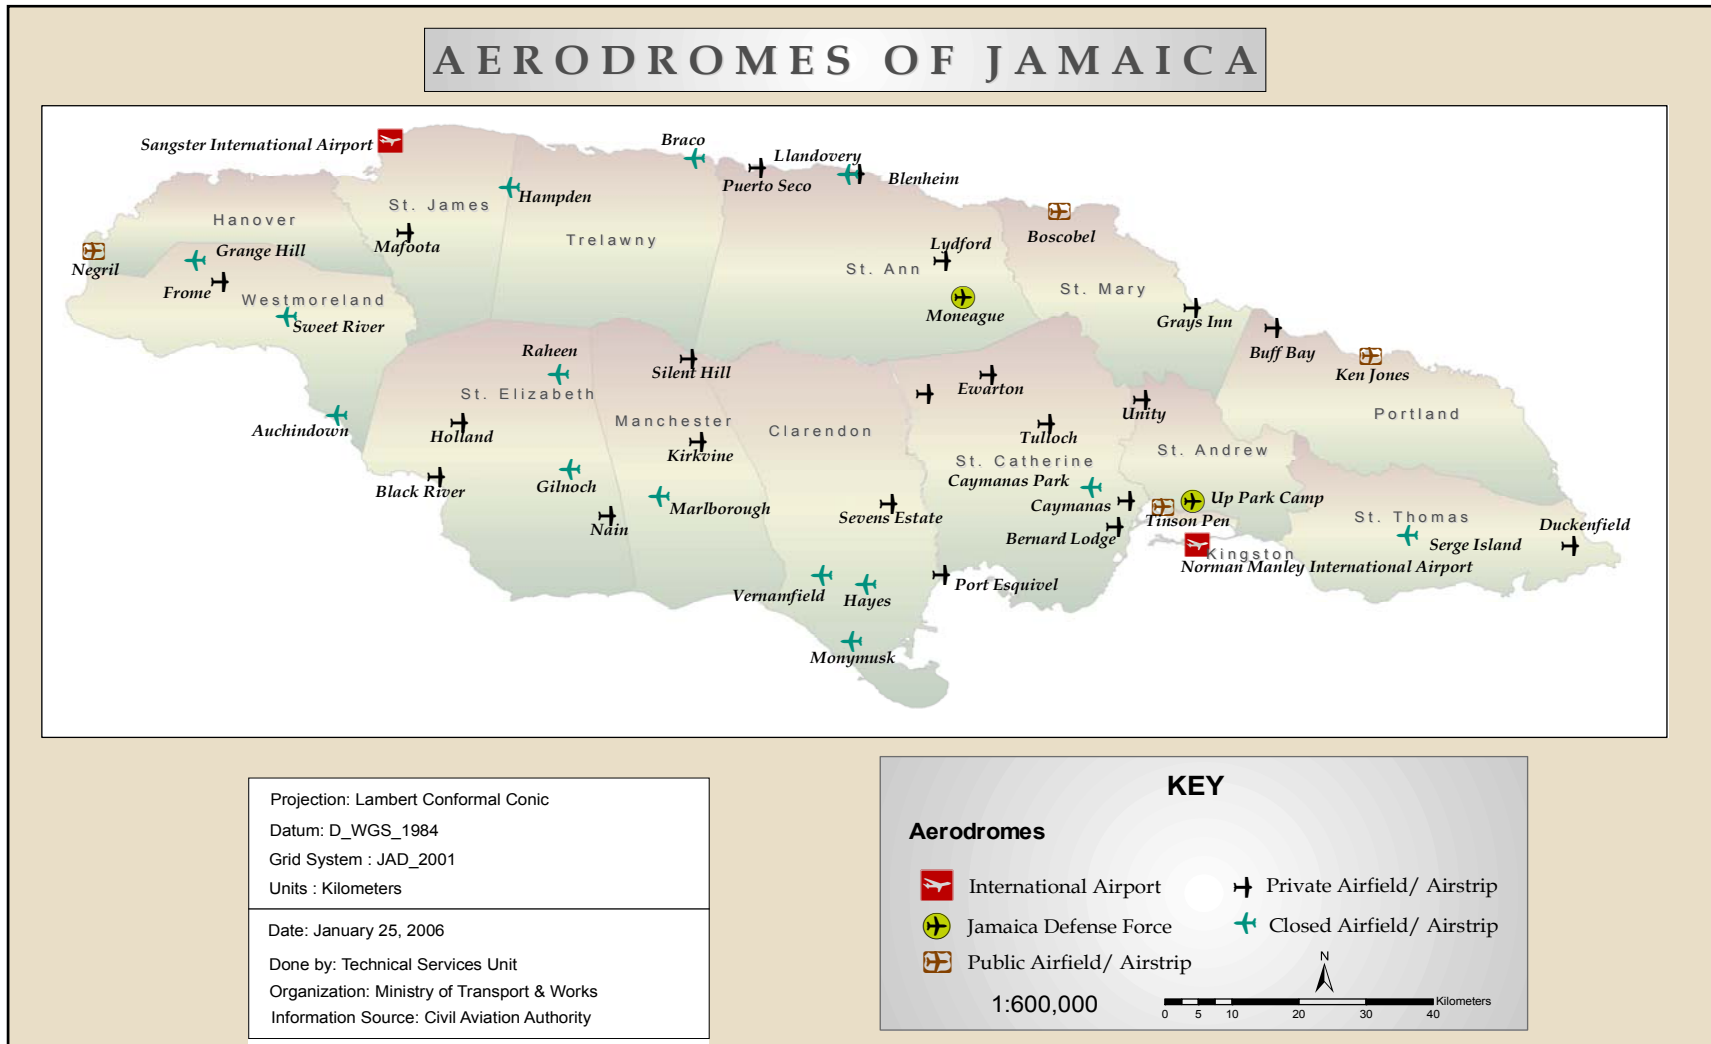 AERODROMES OF JAMAICA
Sangster International Airport
Braco
Llandovery
Puerto Seco
Blenheim
Hampden
St. James
Hanover
Trelawny
Mafoota
Grange Hill
Negril
Frome
Westmoreland
Sweet River
Boscobel
Lydford
St. Ann
St. Mary
Moneague
Grays Inn
Buff Bay
Ken Jones
Raheen
Silent Hill
St. Elizabeth
Ewarton
Unity
Portland
Auchindown
Holland
Manchester
Clarendon
Kirkvine
Tulloch
St. Catherine
St. Andrew
Black River
Gilnoch
Marlborough
Caymanas Park
Caymanas
Up Park Camp
Nain
Sevens Estate
Tinson Pen
Bernard Lodge
St. Thomas
Duckenfield
Serge Island
Kingston
Norman Manley International Airport
Vernamfield
Hayes
Port Esquivel
Monymusk
Projection: Lambert Conformal Conic
Datum: D_WGS_1984
Grid System : JAD_2001
Units : Kilometers
Date: January 25, 2006
Done by: Technical Services Unit
Organization: Ministry of Transport & Works
Information Source: Civil Aviation Authority
KEY
Aerodromes
International Airport
Private Airfield/ Airstrip
Jamaica Defense Force
Closed Airfield/ Airstrip
Public Airfield/ Airstrip
N
1:600,000
Kilometers
0 5 10 20 30 40